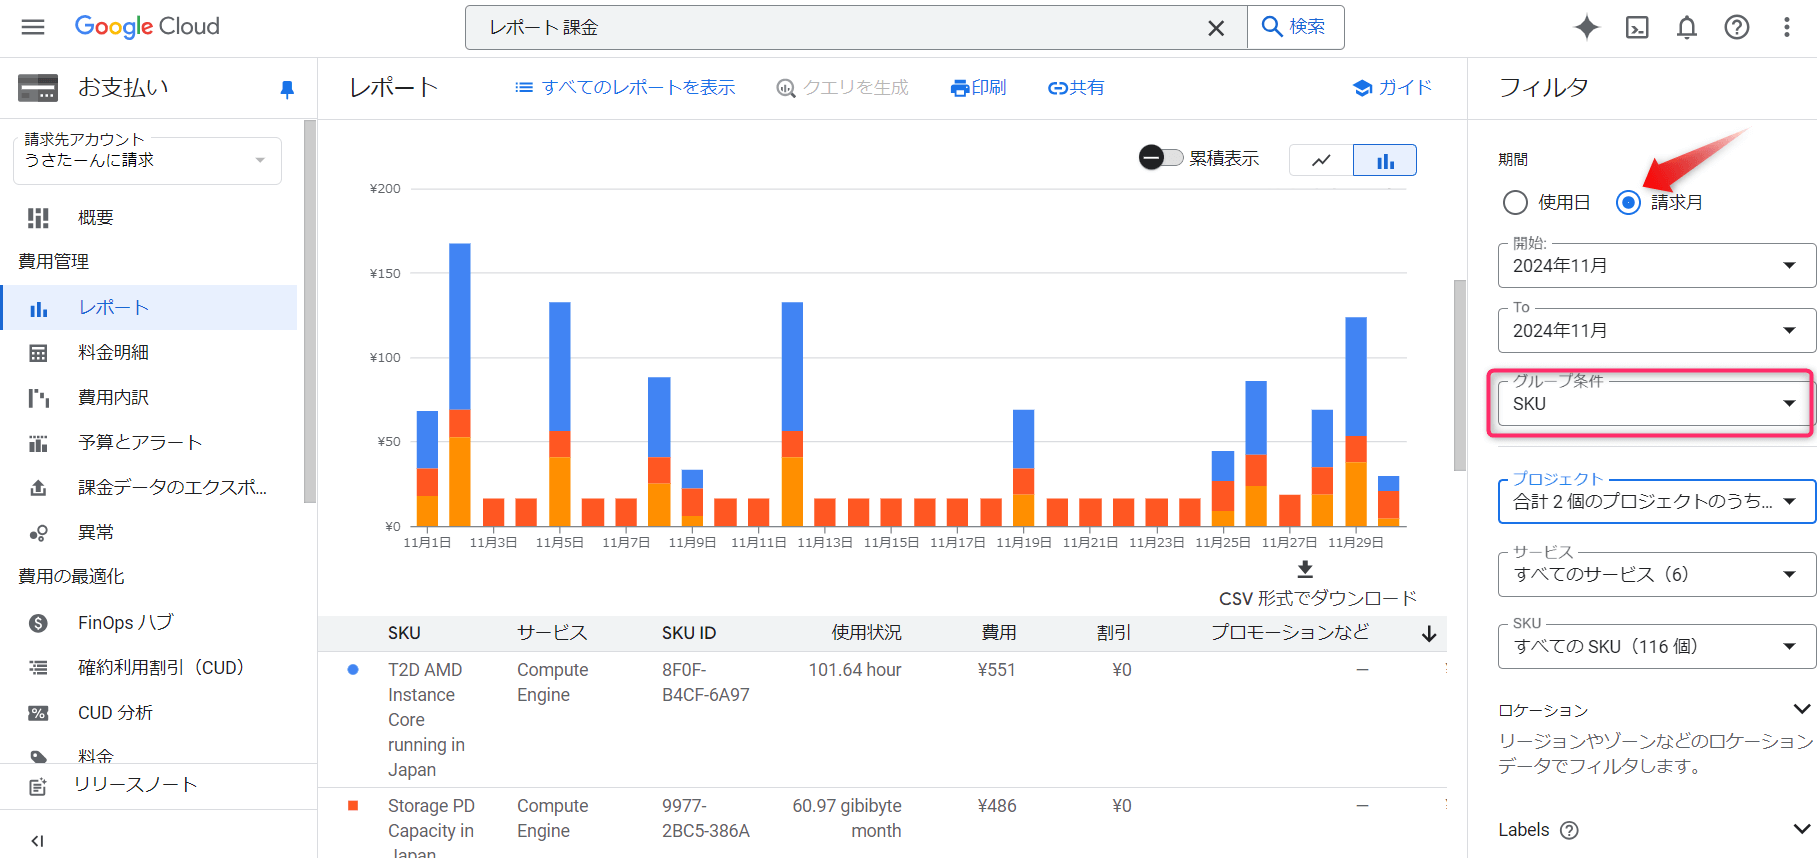 Google Cloud
レポート 課金
検索
お支払い
請求先アカウント
うさたーんに請求
概要
費用管理
レポート
料金明細
費用内訳
予算とアラート
課金データのエクスポ...
異常
費用の最適化
FinOps ハブ
確約利用割引（CUD）
CUD 分析
料金
リリースノート
レポート
すべてのレポートを表示
クエリを生成
印刷
共有
ガイド
累積表示
¥200
¥150
¥100
¥50
¥0
11月1日 11月3日 11月5日 11月7日 11月9日 11月11日 11月13日 11月15日 11月17日 11月19日 11月21日 11月23日 11月25日 11月27日 11月29日
CSV 形式でダウンロード
SKU サービス SKU ID 使用状況 費用 割引 プロモーションなど
T2D AMD Compute 8F0F- 101.64 hour ¥551 ¥0 —
Instance Engine B4CF-6A97
Core
running in
Japan
Storage PD Compute 9977- 60.97 gibibyte ¥486 ¥0 —
Capacity in Engine 2BC5-386A month
Japan
フィルタ
期間
使用日 請求月
開始:
2024年11月
To
2024年11月
グループ条件
SKU
プロジェクト
合計 2 個のプロジェクトのうち...
サービス
すべてのサービス（6）
SKU
すべての SKU（116 個）
ロケーション
リージョンやゾーンなどのロケーション
データでフィルタします。
Labels